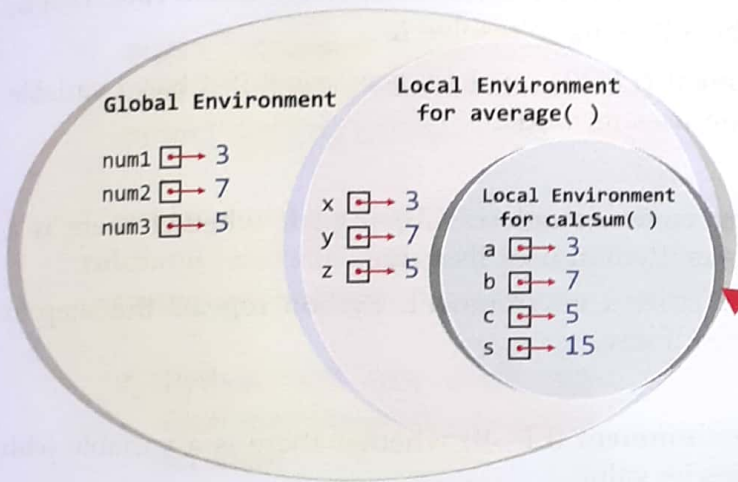 Global Environment
num1 3
num2 7
num3 5
Local Environment
for average( )
x 3
y 7
z 5
Local Environment
for calcSum( )
a 3
b 7
c 5
s 15